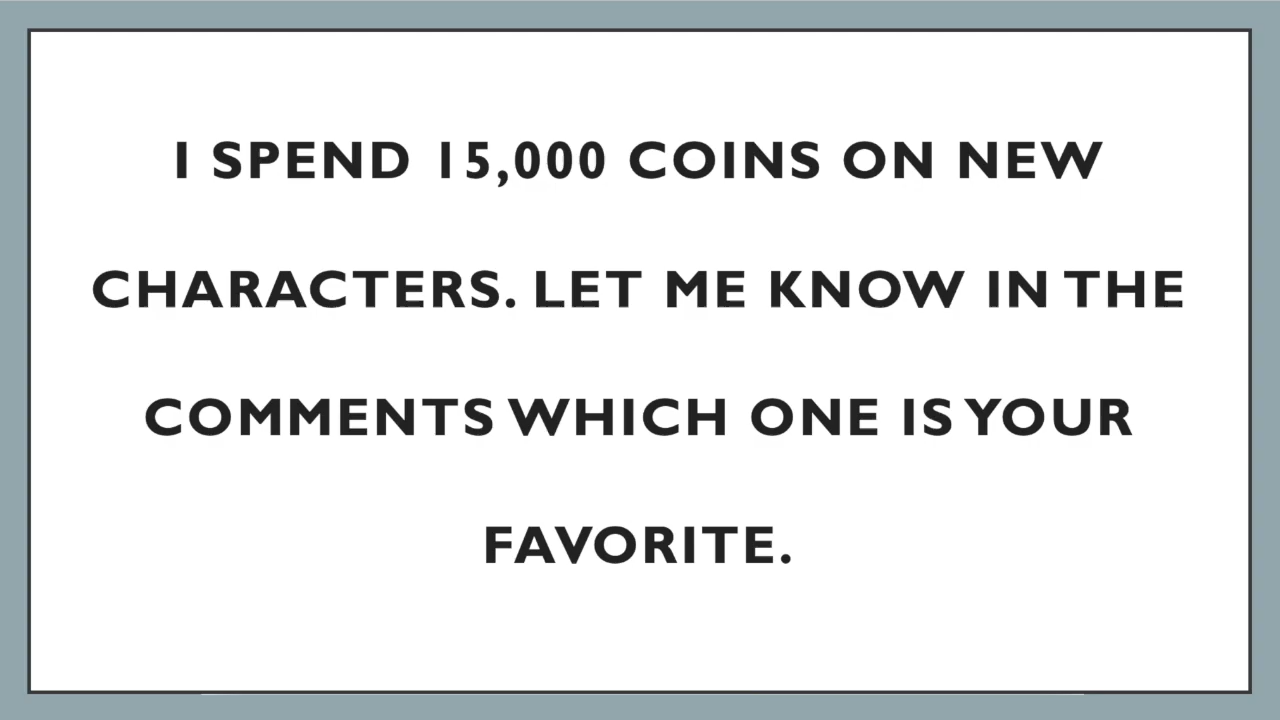 I SPEND 15,000 COINS ON NEW
CHARACTERS. LET ME KNOW IN THE
COMMENTS WHICH ONE IS YOUR
FAVORITE.